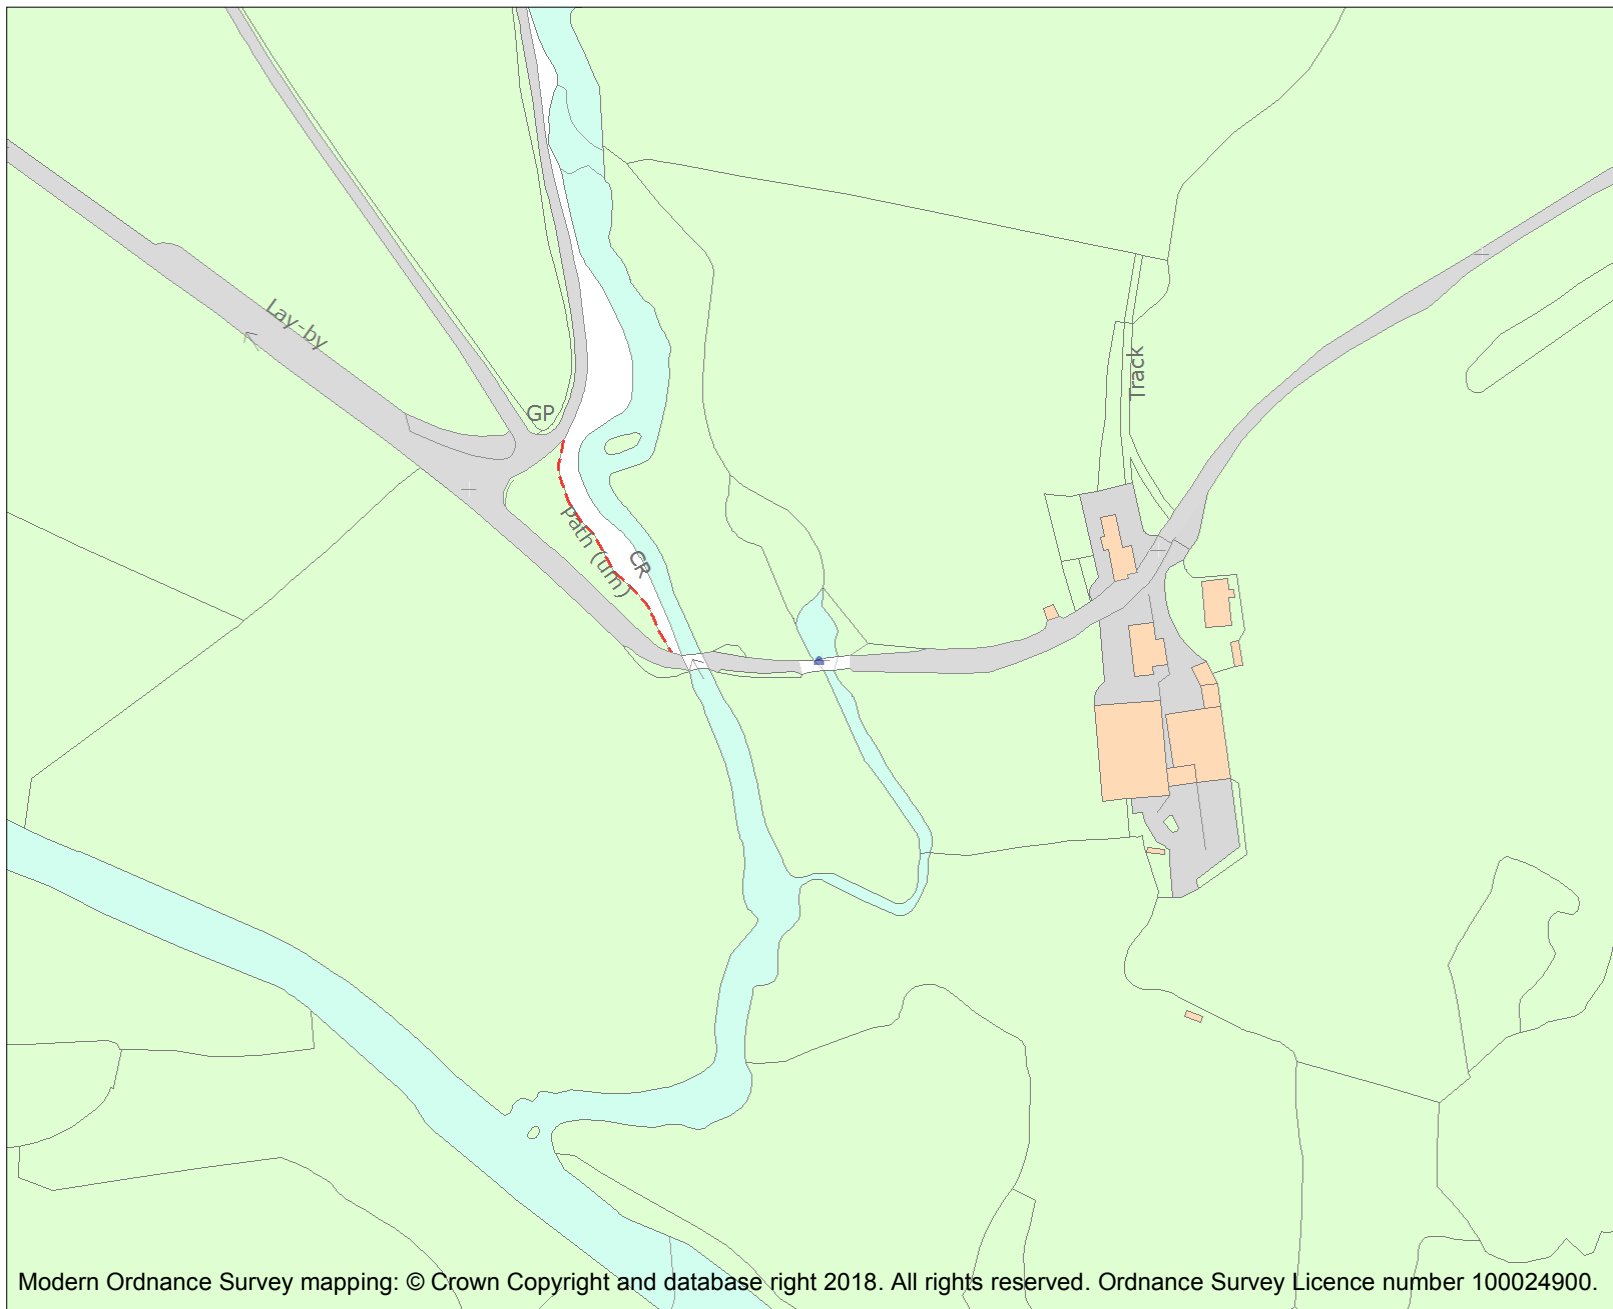 Lay-by
GP
Track
Path (um)
CR
Modern Ordnance Survey mapping: © Crown Copyright and database right 2018. All rights reserved. Ordnance Survey Licence number 100024900.